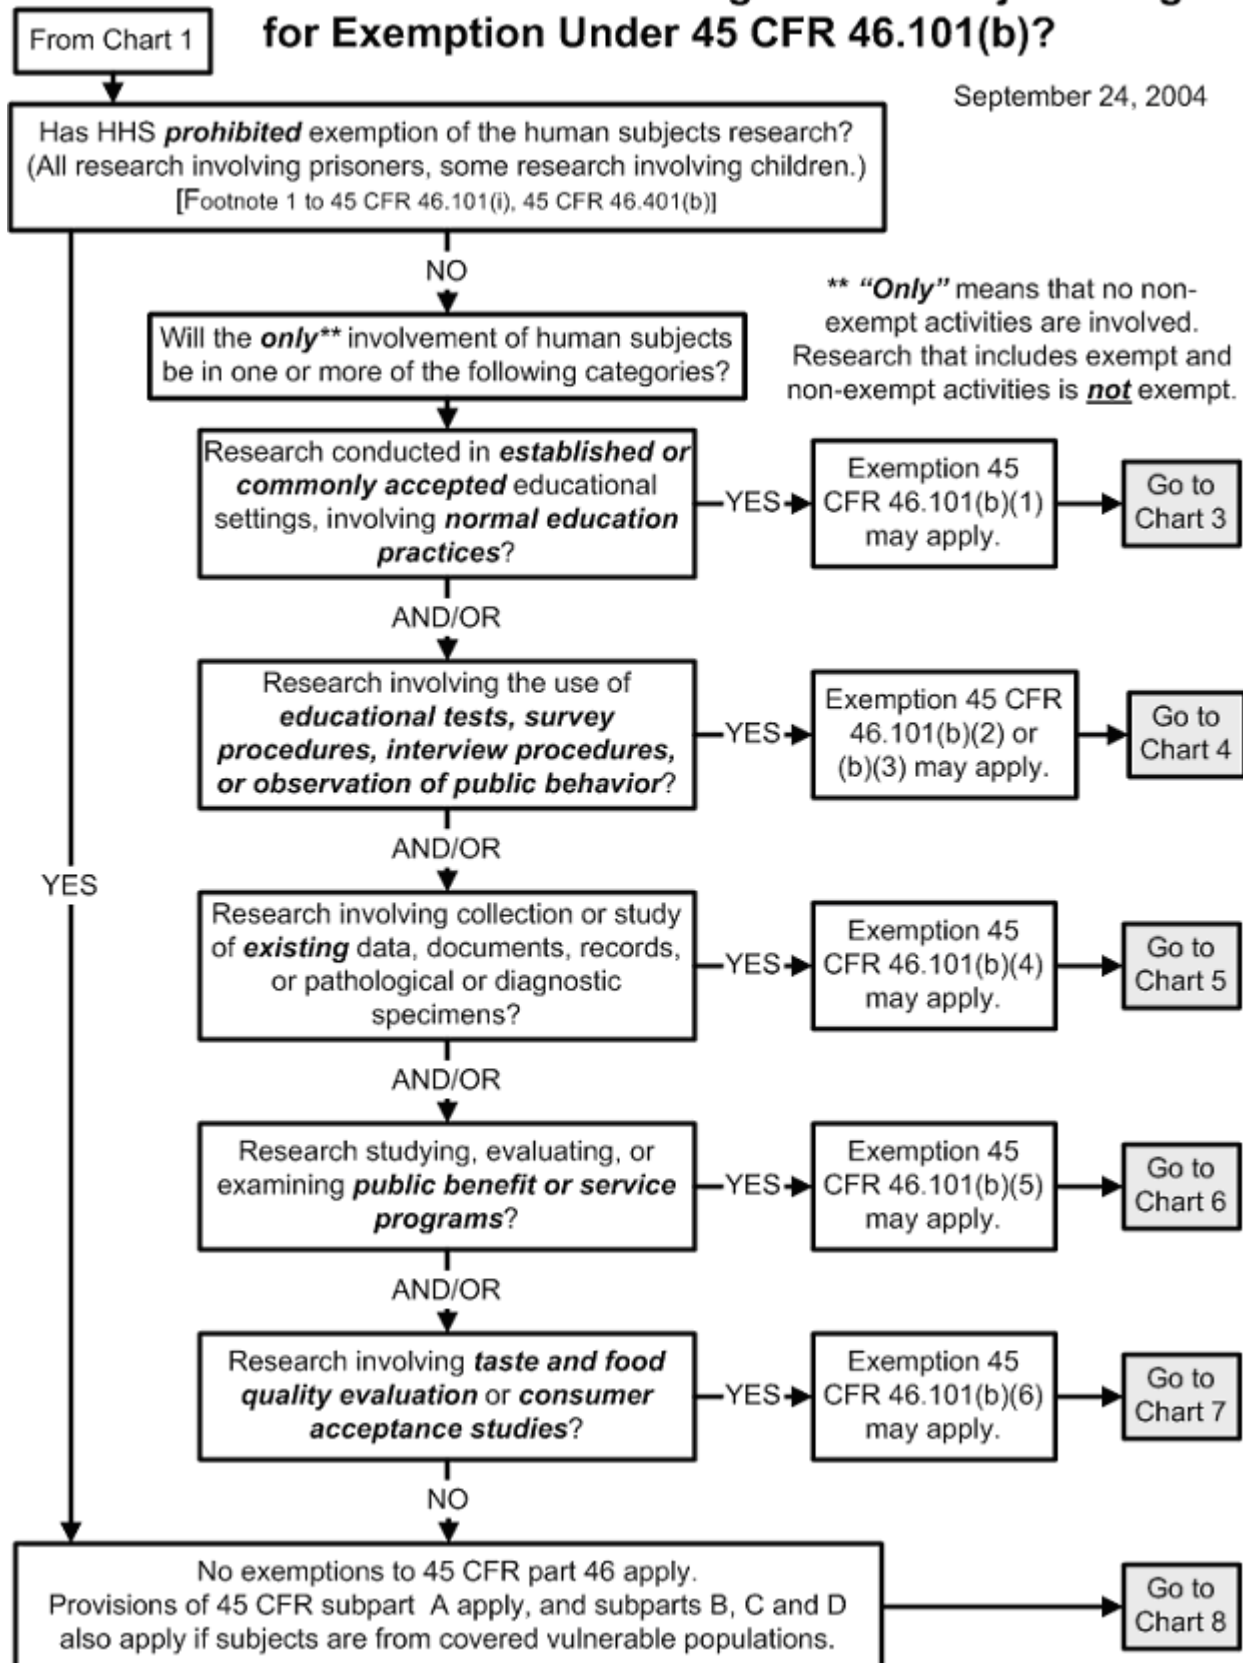 From Chart 1
for Exemption Under 45 CFR 46.101(b)?
September 24, 2004
Has HHS prohibited exemption of the human subjects research?
(All research involving prisoners, some research involving children.)
[Footnote 1 to 45 CFR 46.101(i), 45 CFR 46.401(b)]
NO
** “Only” means that no non-
exempt activities are involved.
Research that includes exempt and
non-exempt activities is not exempt.
Will the only** involvement of human subjects
be in one or more of the following categories?
Research conducted in established or
commonly accepted educational
settings, involving normal education
practices?
YES
Exemption 45
CFR 46.101(b)(1)
may apply.
Go to
Chart 3
AND/OR
Research involving the use of
educational tests, survey
procedures, interview procedures,
or observation of public behavior?
YES
Exemption 45 CFR
46.101(b)(2) or
(b)(3) may apply.
Go to
Chart 4
AND/OR
YES
Research involving collection or study
of existing data, documents, records,
or pathological or diagnostic
specimens?
YES
Exemption 45
CFR 46.101(b)(4)
may apply.
Go to
Chart 5
AND/OR
Research studying, evaluating, or
examining public benefit or service
programs?
YES
Exemption 45
CFR 46.101(b)(5)
may apply.
Go to
Chart 6
AND/OR
Research involving taste and food
quality evaluation or consumer
acceptance studies?
YES
Exemption 45
CFR 46.101(b)(6)
may apply.
Go to
Chart 7
NO
No exemptions to 45 CFR part 46 apply.
Provisions of 45 CFR subpart A apply, and subparts B, C and D
also apply if subjects are from covered vulnerable populations.
Go to
Chart 8